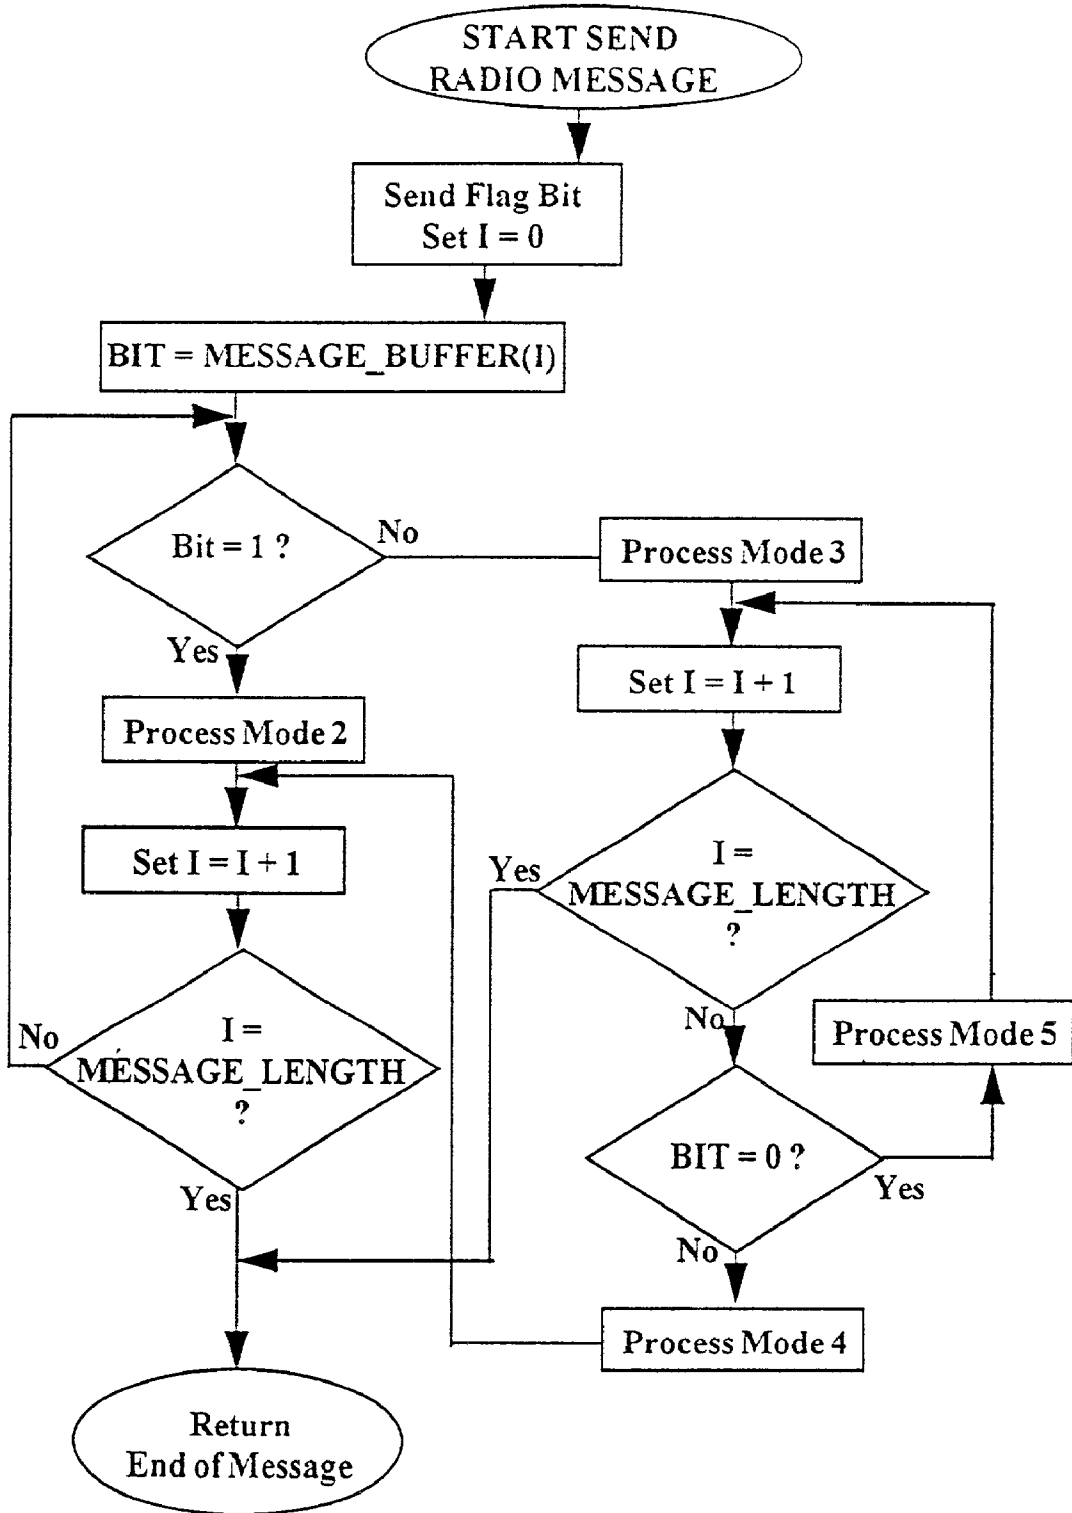 START SEND
RADIO MESSAGE
Send Flag Bit
Set I = 0
BIT = MESSAGE_BUFFER(I)
Bit = 1 ?
No
Yes
Process Mode 3
Set I = I + 1
Process Mode 2
Set I = I + 1
I =
MESSAGE_LENGTH
?
Yes
No
I =
MESSAGE_LENGTH
?
No
Yes
Process Mode 5
BIT = 0 ?
Yes
No
Process Mode 4
Return
End of Message